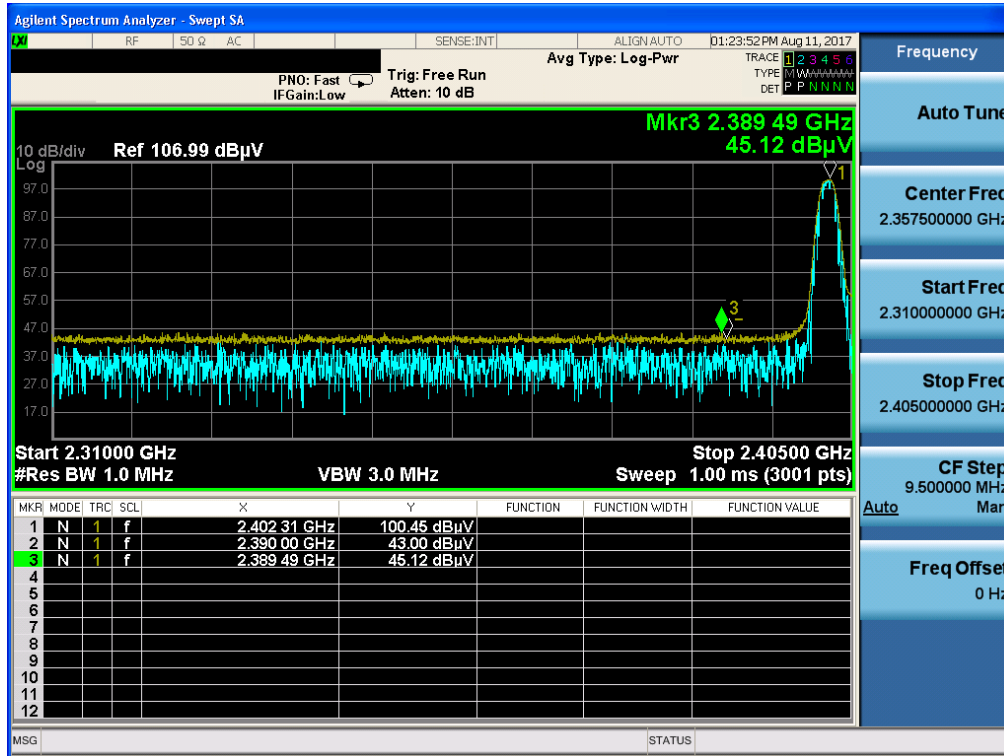 Agilent Spectrum Analyzer - Swept SA
LXI RF 50 Ω AC SENSE:INT ALIGN AUTO 01:23:52 PM Aug 11, 2017
Frequency
Avg Type: Log-Pwr
TRACE 1 2 3 4 5 6
PNO: Fast Trig: Free Run
TYPE M WWWWW
IFGain:Low Atten: 10 dB
DET P P N N N N
Auto Tune
Mkr3 2.389 49 GHz
45.12 dBµV
10 dB/div Ref 106.99 dBµV
Log
97.0
87.0
77.0
67.0
57.0
47.0
37.0
27.0
17.0
1
3
Start 2.31000 GHz Stop 2.40500 GHz
#Res BW 1.0 MHz VBW 3.0 MHz Sweep 1.00 ms (3001 pts)
Center Freq
2.357500000 GHz
Start Freq
2.310000000 GHz
Stop Freq
2.405000000 GHz
CF Step
9.500000 MHz
Auto Man
Freq Offset
0 Hz
MKR MODE TRC SCL X Y FUNCTION FUNCTION WIDTH FUNCTION VALUE
1 N 1 f 2.402 31 GHz 100.45 dBµV
2 N 1 f 2.390 00 GHz 43.00 dBµV
3 N 1 f 2.389 49 GHz 45.12 dBµV
4
5
6
7
8
9
10
11
12
MSG STATUS